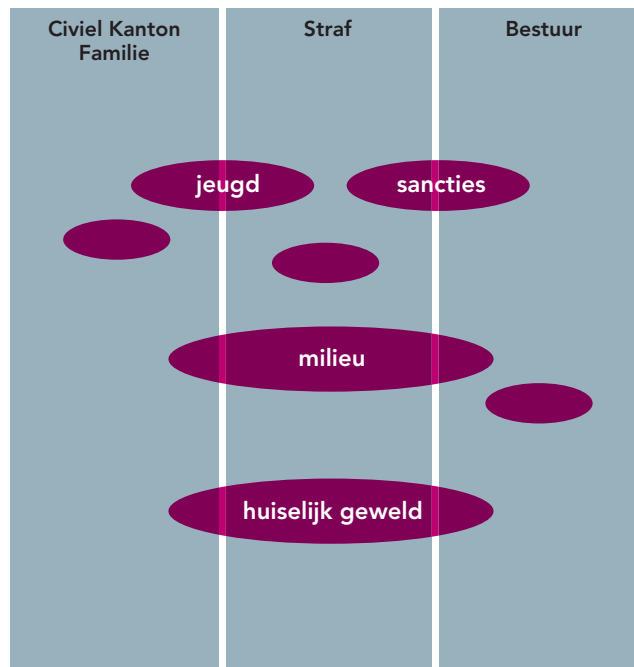 Civiel Kanton
Familie
Straf
Bestuur
jeugd
sancties
milieu
huiselijk geweld